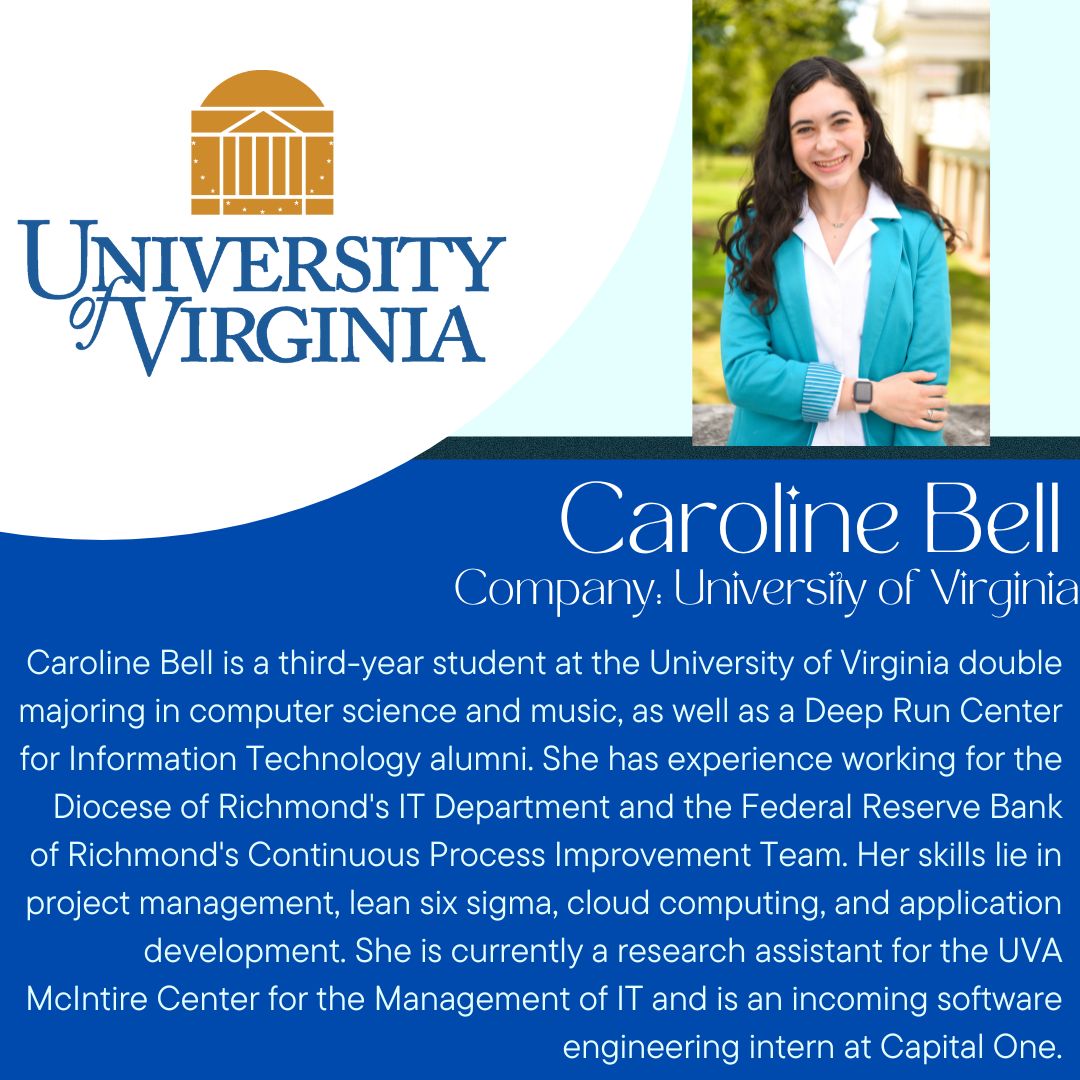 UNIVERSITY
of VIRGINIA
Caroline Bell
Company: University of Virginia
Caroline Bell is a third-year student at the University of Virginia double
majoring in computer science and music, as well as a Deep Run Center
for Information Technology alumni. She has experience working for the
Diocese of Richmond's IT Department and the Federal Reserve Bank
of Richmond's Continuous Process Improvement Team. Her skills lie in
project management, lean six sigma, cloud computing, and application
development. She is currently a research assistant for the UVA
McIntire Center for the Management of IT and is an incoming software
engineering intern at Capital One.